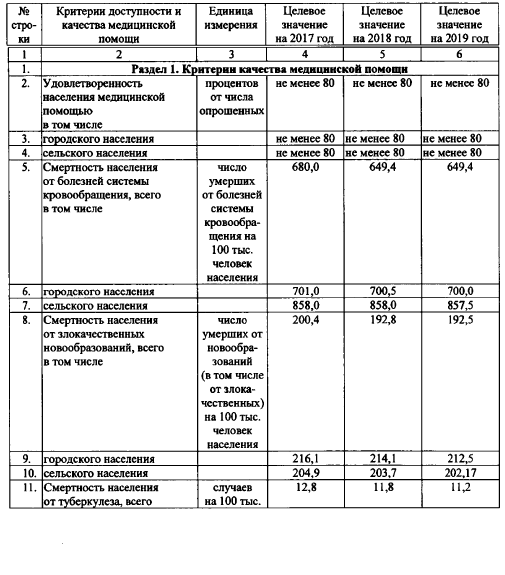 № стро- ки Критерии доступности и качества медицинской помощи Единица измерения Целевое значение на 2017 год Целевое значение на 2018 год Целевое значение на 2019 год
1 2 3 4 5 6
1. Раздел 1. Критерии качества медицинской помощи
2. Удовлетворенность процентов не менее 80 не менее 80 не менее 80
населения медицинской от числа
помощью опрошенных
в том числе
3. городского населения не менее 80 не менее 80 не менее 80
4. сельского населения не менее 80 не менее 80 не менее 80
5. Смертность населения число 680,0 649,4 649,4
от болезней системы умерших
кровообращения, всего от болезней
в том числе системы
кровообра-
щения на
100 тыс.
человек
населения
6. городского населения 701,0 700,5 700,0
7. сельского населения 858,0 858,0 857,5
8. Смертность населения число 200,4 192,8 192,5
от злокачественных умерших от
новообразований, всего новообра-
в том числе зований
(в том числе
от злока-
чественных)
на 100 тыс.
человек
населения
9. городского населения 216,1 214,1 212,5
10. сельского населения 204,9 203,7 202,17
11. Смертность населения случаев 12,8 11,8 11,2
от туберкулеза, всего на 100 тыс.